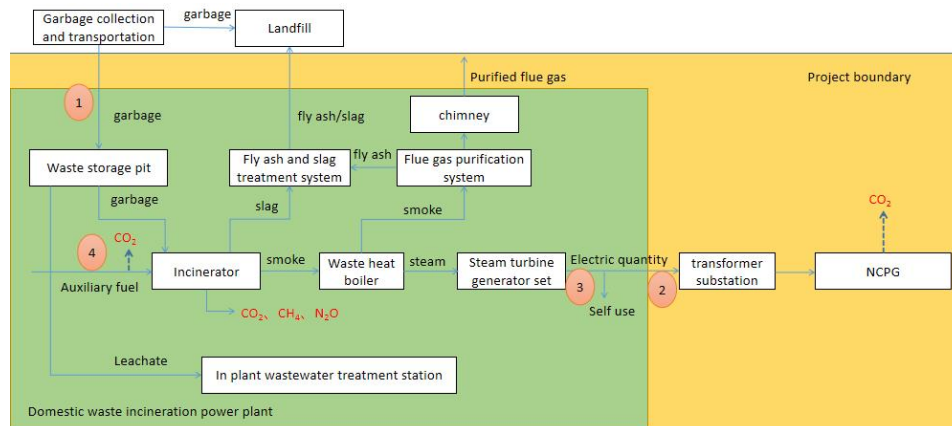 Garbage collection
and transportation
garbage
Landfill
Purified flue gas
Project boundary
1
garbage
fly ash/slag
chimney
Waste storage pit
Fly ash and slag
treatment system
fly ash
Flue gas purification
system
garbage
slag
smoke
CO₂
CO₂
4
Auxiliary fuel
Incinerator
smoke
Waste heat
boiler
steam
Steam turbine
generator set
Electric quantity
3
2
transformer
substation
NCPG
Self use
CO₂、CH₄、N₂O
Leachate
In plant wastewater treatment station
Domestic waste incineration power plant